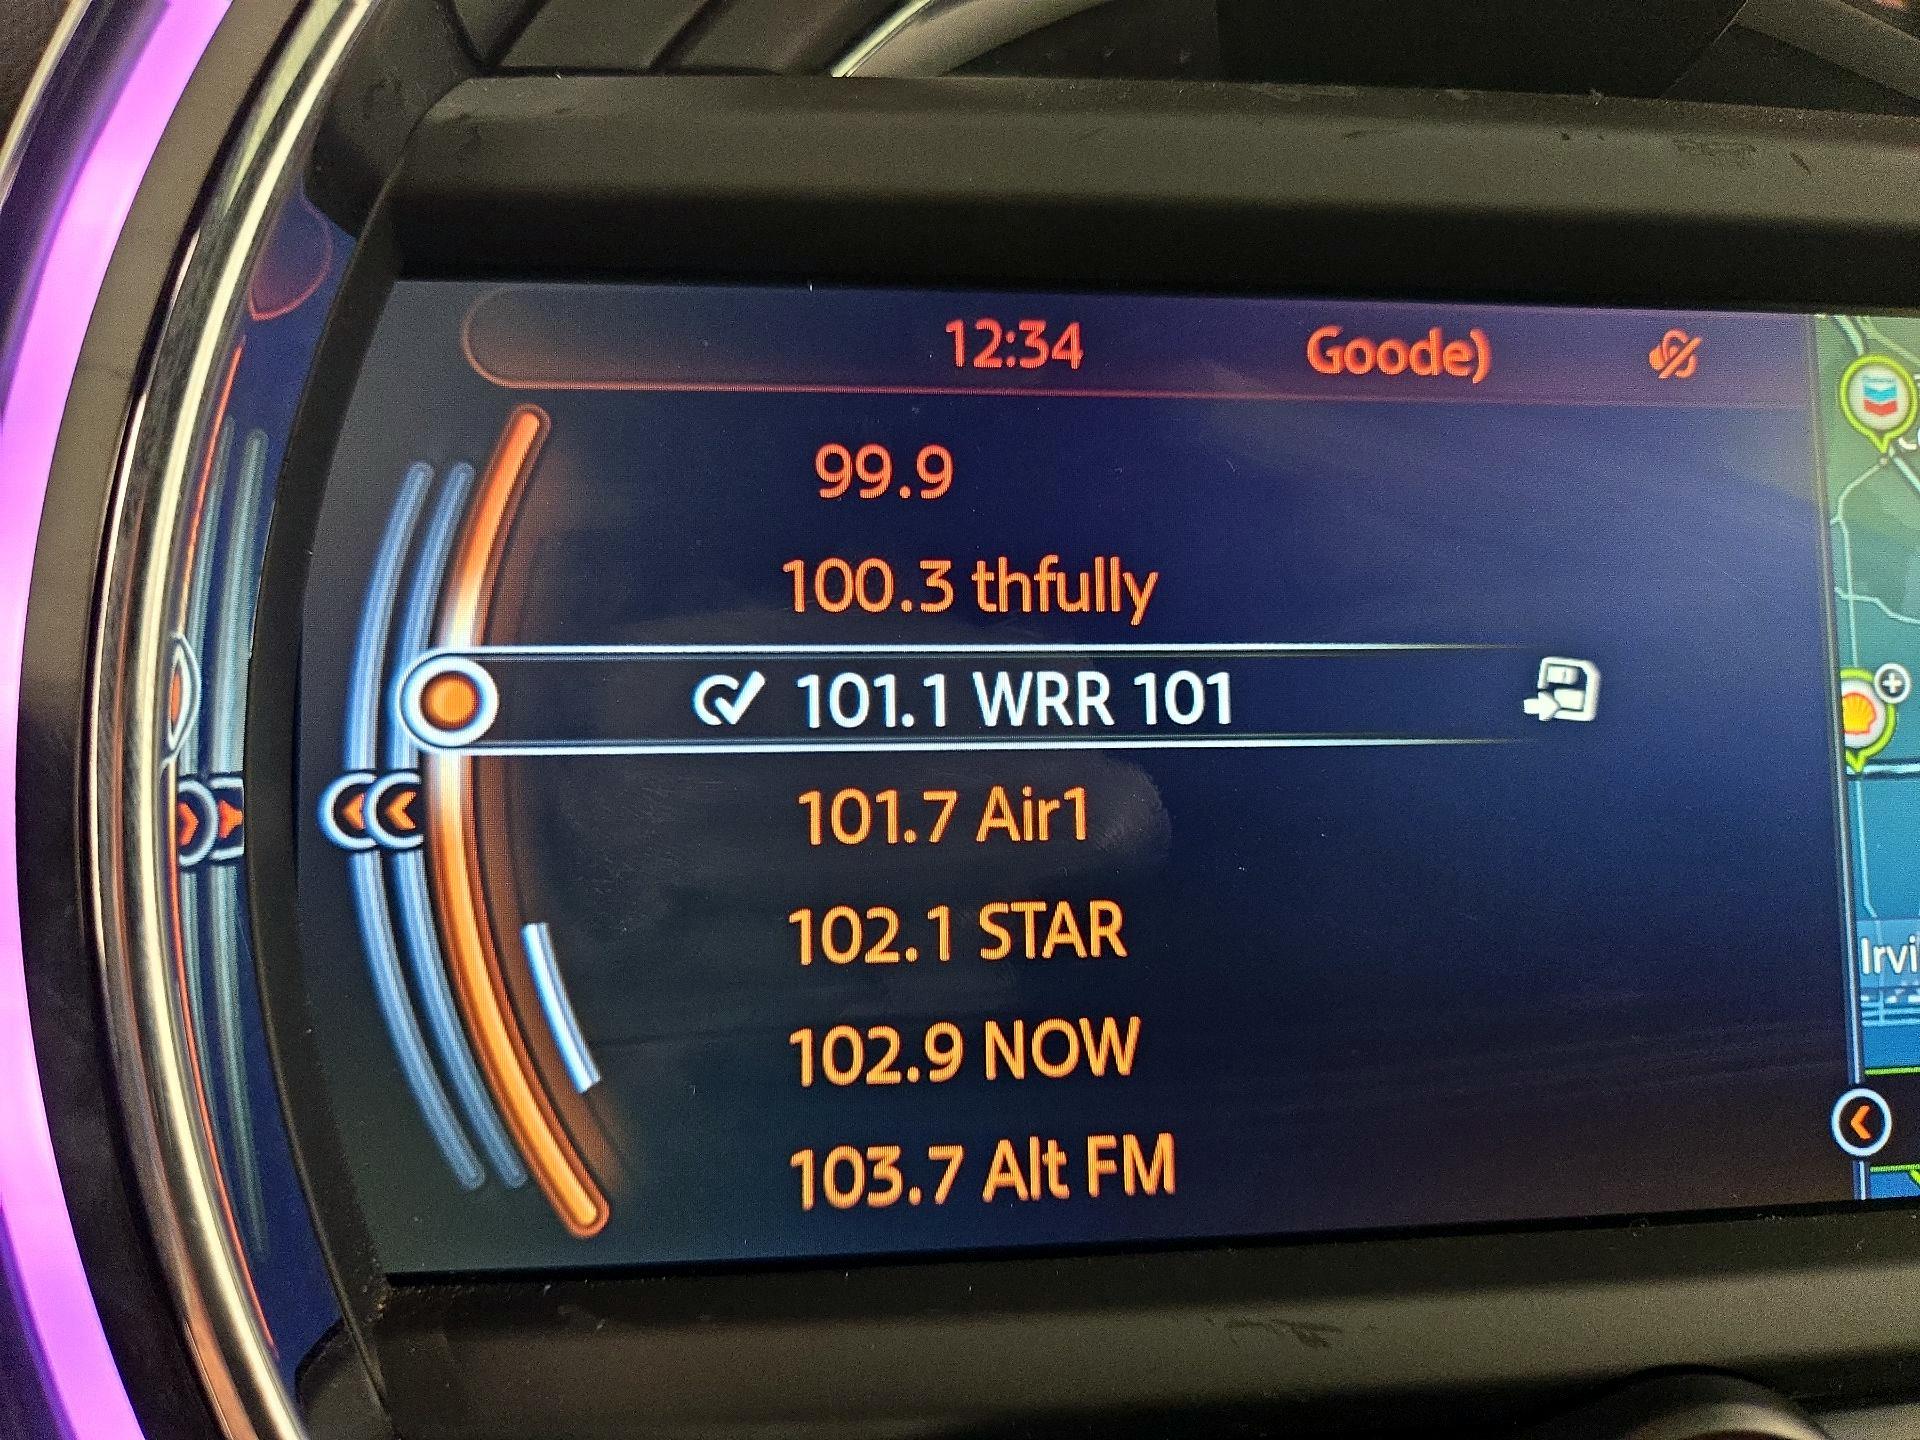 12:34 Goode)
99.9
100.3 thfully
101.1 WRR 101
101.7 Air1
102.1 STAR
102.9 NOW
103.7 Alt FM
Irvi